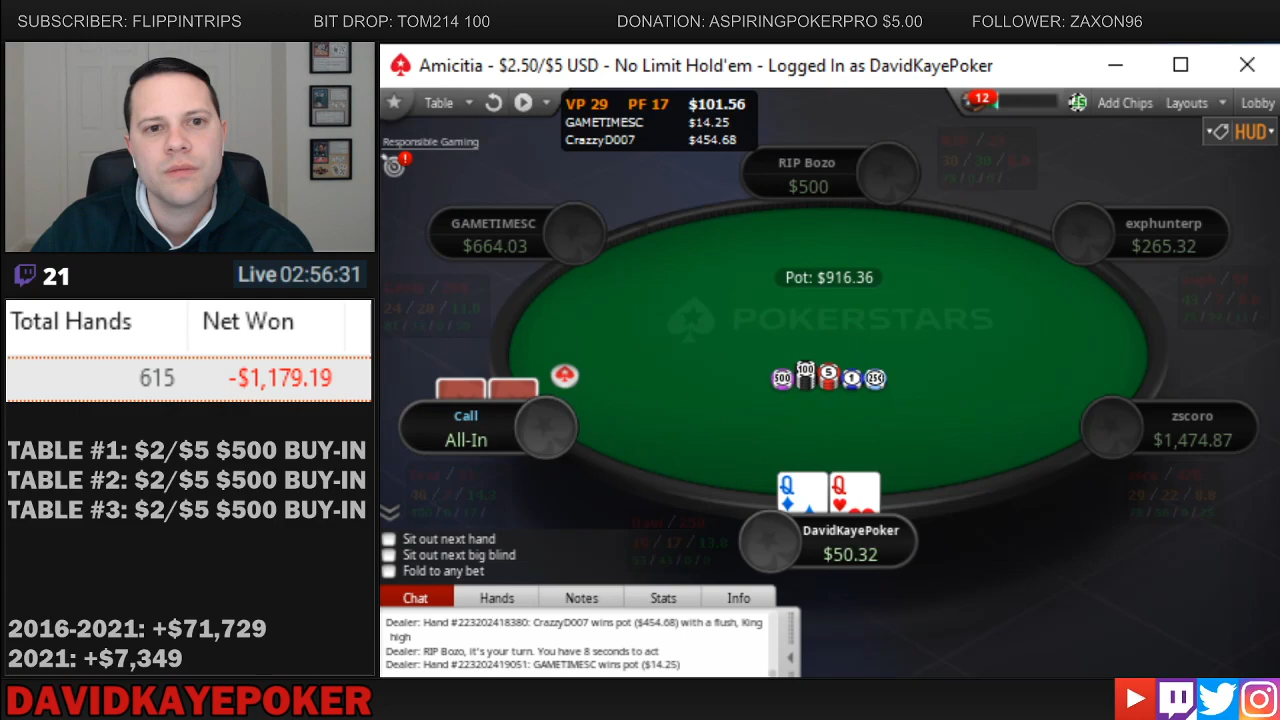 SUBSCRIBER: FLIPPINTRIPS BIT DROP: TOM214 100 DONATION: ASPIRINGPOKERPRO $5.00 FOLLOWER: ZAXON96
Amicitia - $2.50/$5 USD - No Limit Hold'em - Logged In as DavidKayePoker
Table
VP 29 PF 17 $101.56
GAMETIMESC $14.25
CrazzyD007 $454.68
12
Add Chips Layouts Lobby
Responsible Gaming
HUD
RIP Bozo
$500
GAMETIMESC
$664.03
exphunterp
$265.32
Pot: $916.36
POKERSTARS
500 100 5 1 25¢
Call
All-In
zscoro
$1,474.87
Q Q
DavidKayePoker
$50.32
21
Live 02:56:31
Total Hands Net Won
615 -$1,179.19
TABLE #1: $2/$5 $500 BUY-IN
TABLE #2: $2/$5 $500 BUY-IN
TABLE #3: $2/$5 $500 BUY-IN
2016-2021: +$71,729
2021: +$7,349
DAVIDKAYEPOKER
Sit out next hand
Sit out next big blind
Fold to any bet
Chat Hands Notes Stats Info
Dealer: Hand #223202418380: CrazzyD007 wins pot ($454.68) with a flush, King
high
Dealer: RIP Bozo, it's your turn. You have 8 seconds to act
Dealer: Hand #223202419051: GAMETIMESC wins pot ($14.25)